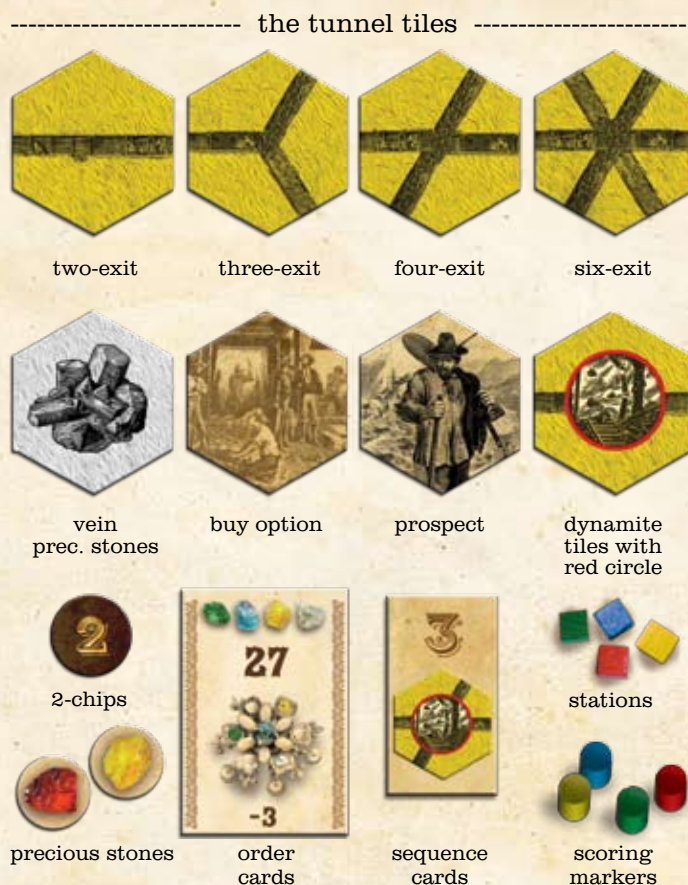 the tunnel tiles
two-exit
three-exit
four-exit
six-exit
vein
prec. stones
buy option
prospect
dynamite
tiles with
red circle
2
2-chips
27
-3
3
stations
precious stones
order
cards
sequence
cards
scoring
markers